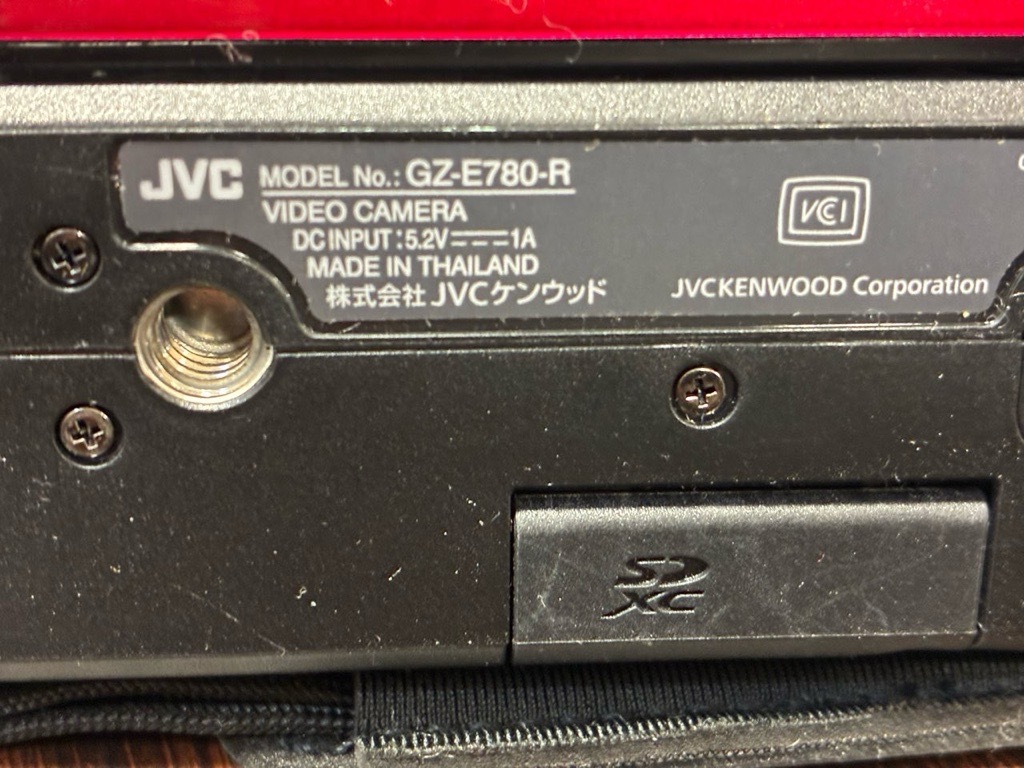 JVC MODEL No.: GZ-E780-R
VIDEO CAMERA
DC INPUT : 5.2V⎓1A
MADE IN THAILAND
株式会社 JVCケンウッド
VCCI
JVCKENWOOD Corporation
SD
XC